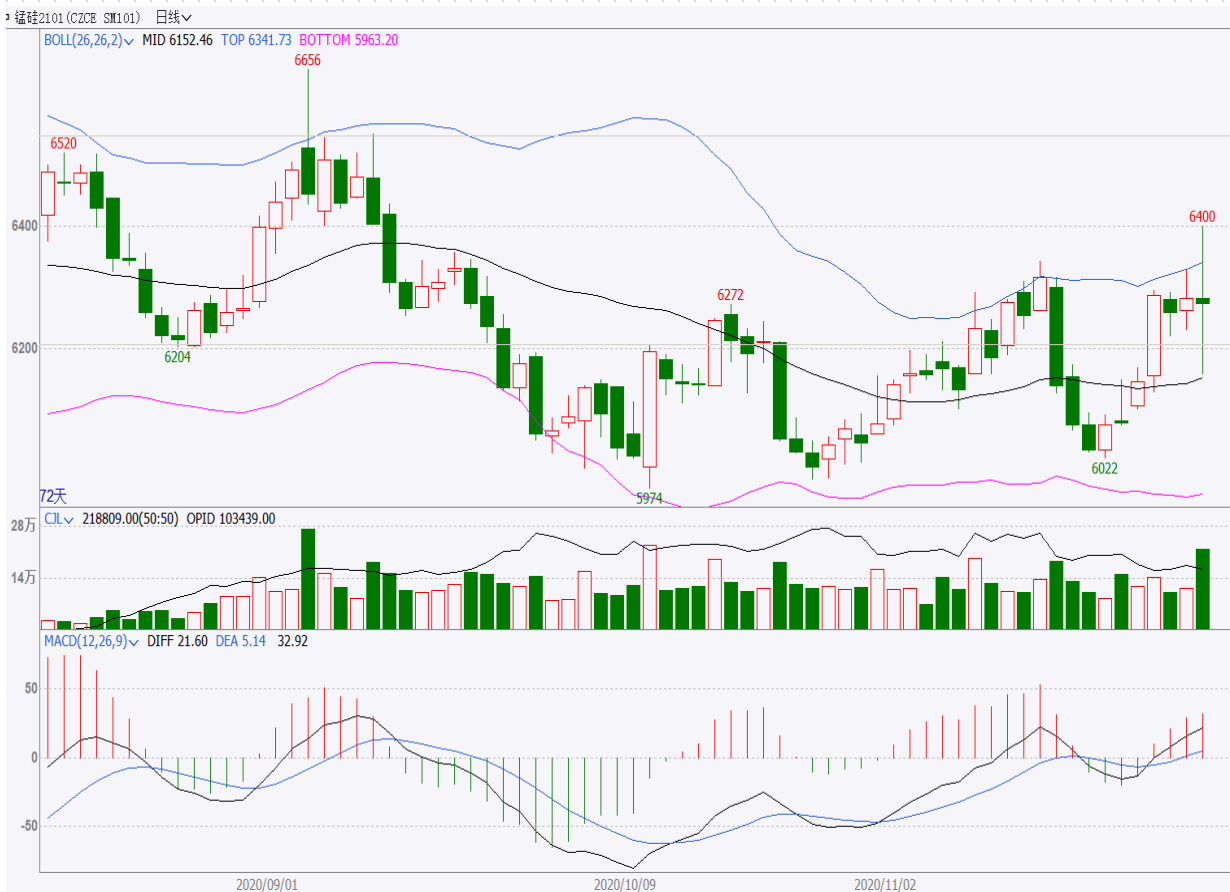 锰硅2101(CZCE SM101) 日线
BOLL(26,26,2) MID 6152.46 TOP 6341.73 BOTTOM 5963.20
6656
6520
6400
6400
6272
6200
6204
6022
5974
72天
28万
CJL 218809.00(50:50) OPID 103439.00
14万
MACD(12,26,9) DIFF 21.60 DEA 5.14 32.92
50
0
-50
2020/09/01 2020/10/09 2020/11/02